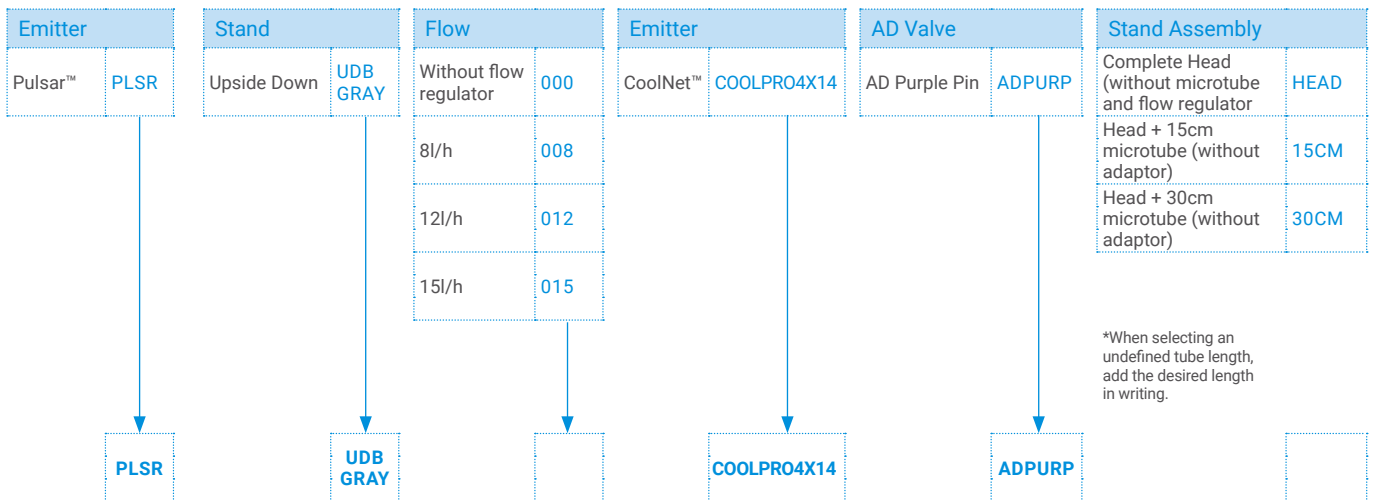 Emitter
Pulsar™ PLSR
Stand
Upside Down UDB
GRAY
Flow
Without flow
regulator 000
8l/h 008
12l/h 012
15l/h 015
Emitter
CoolNet™ COOLPRO4X14
AD Valve
AD Purple Pin ADPURP
Stand Assembly
Complete Head
(without microtube
and flow regulator HEAD
Head + 15cm
microtube (without
adaptor) 15CM
Head + 30cm
microtube (without
adaptor) 30CM
*When selecting an
undefined tube length,
add the desired length
in writing.
PLSR
UDB
GRAY
COOLPRO4X14
ADPURP